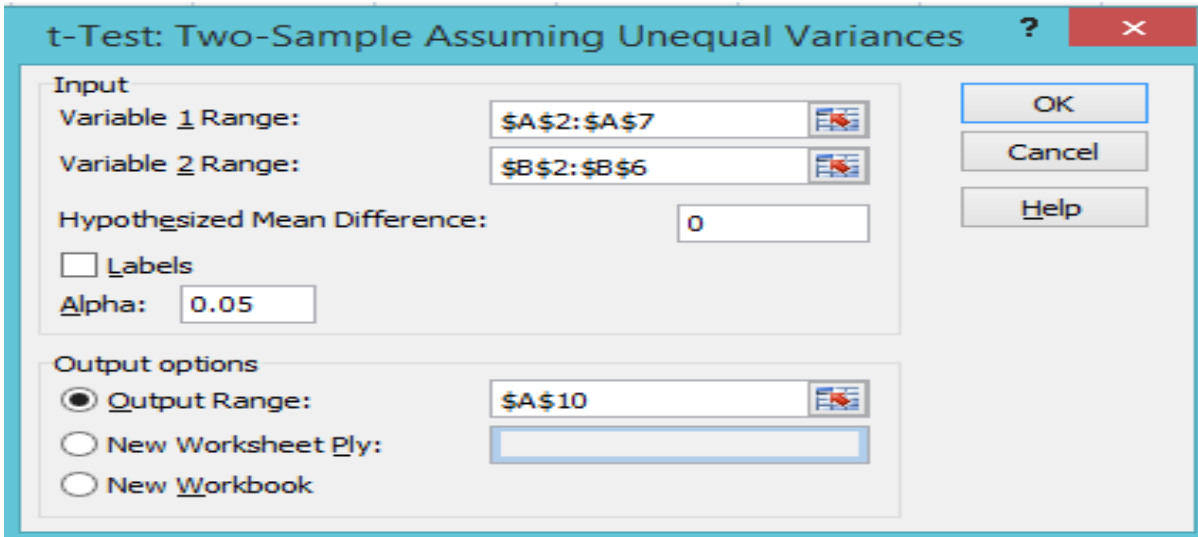 t-Test: Two-Sample Assuming Unequal Variances ? ×
Input
Variable 1 Range: $A$2:$A$7
Variable 2 Range: $B$2:$B$6
Hypothesized Mean Difference: 0
Labels
Alpha: 0.05
OK
Cancel
Help
Output options
Output Range: $A$10
New Worksheet Ply:
New Workbook